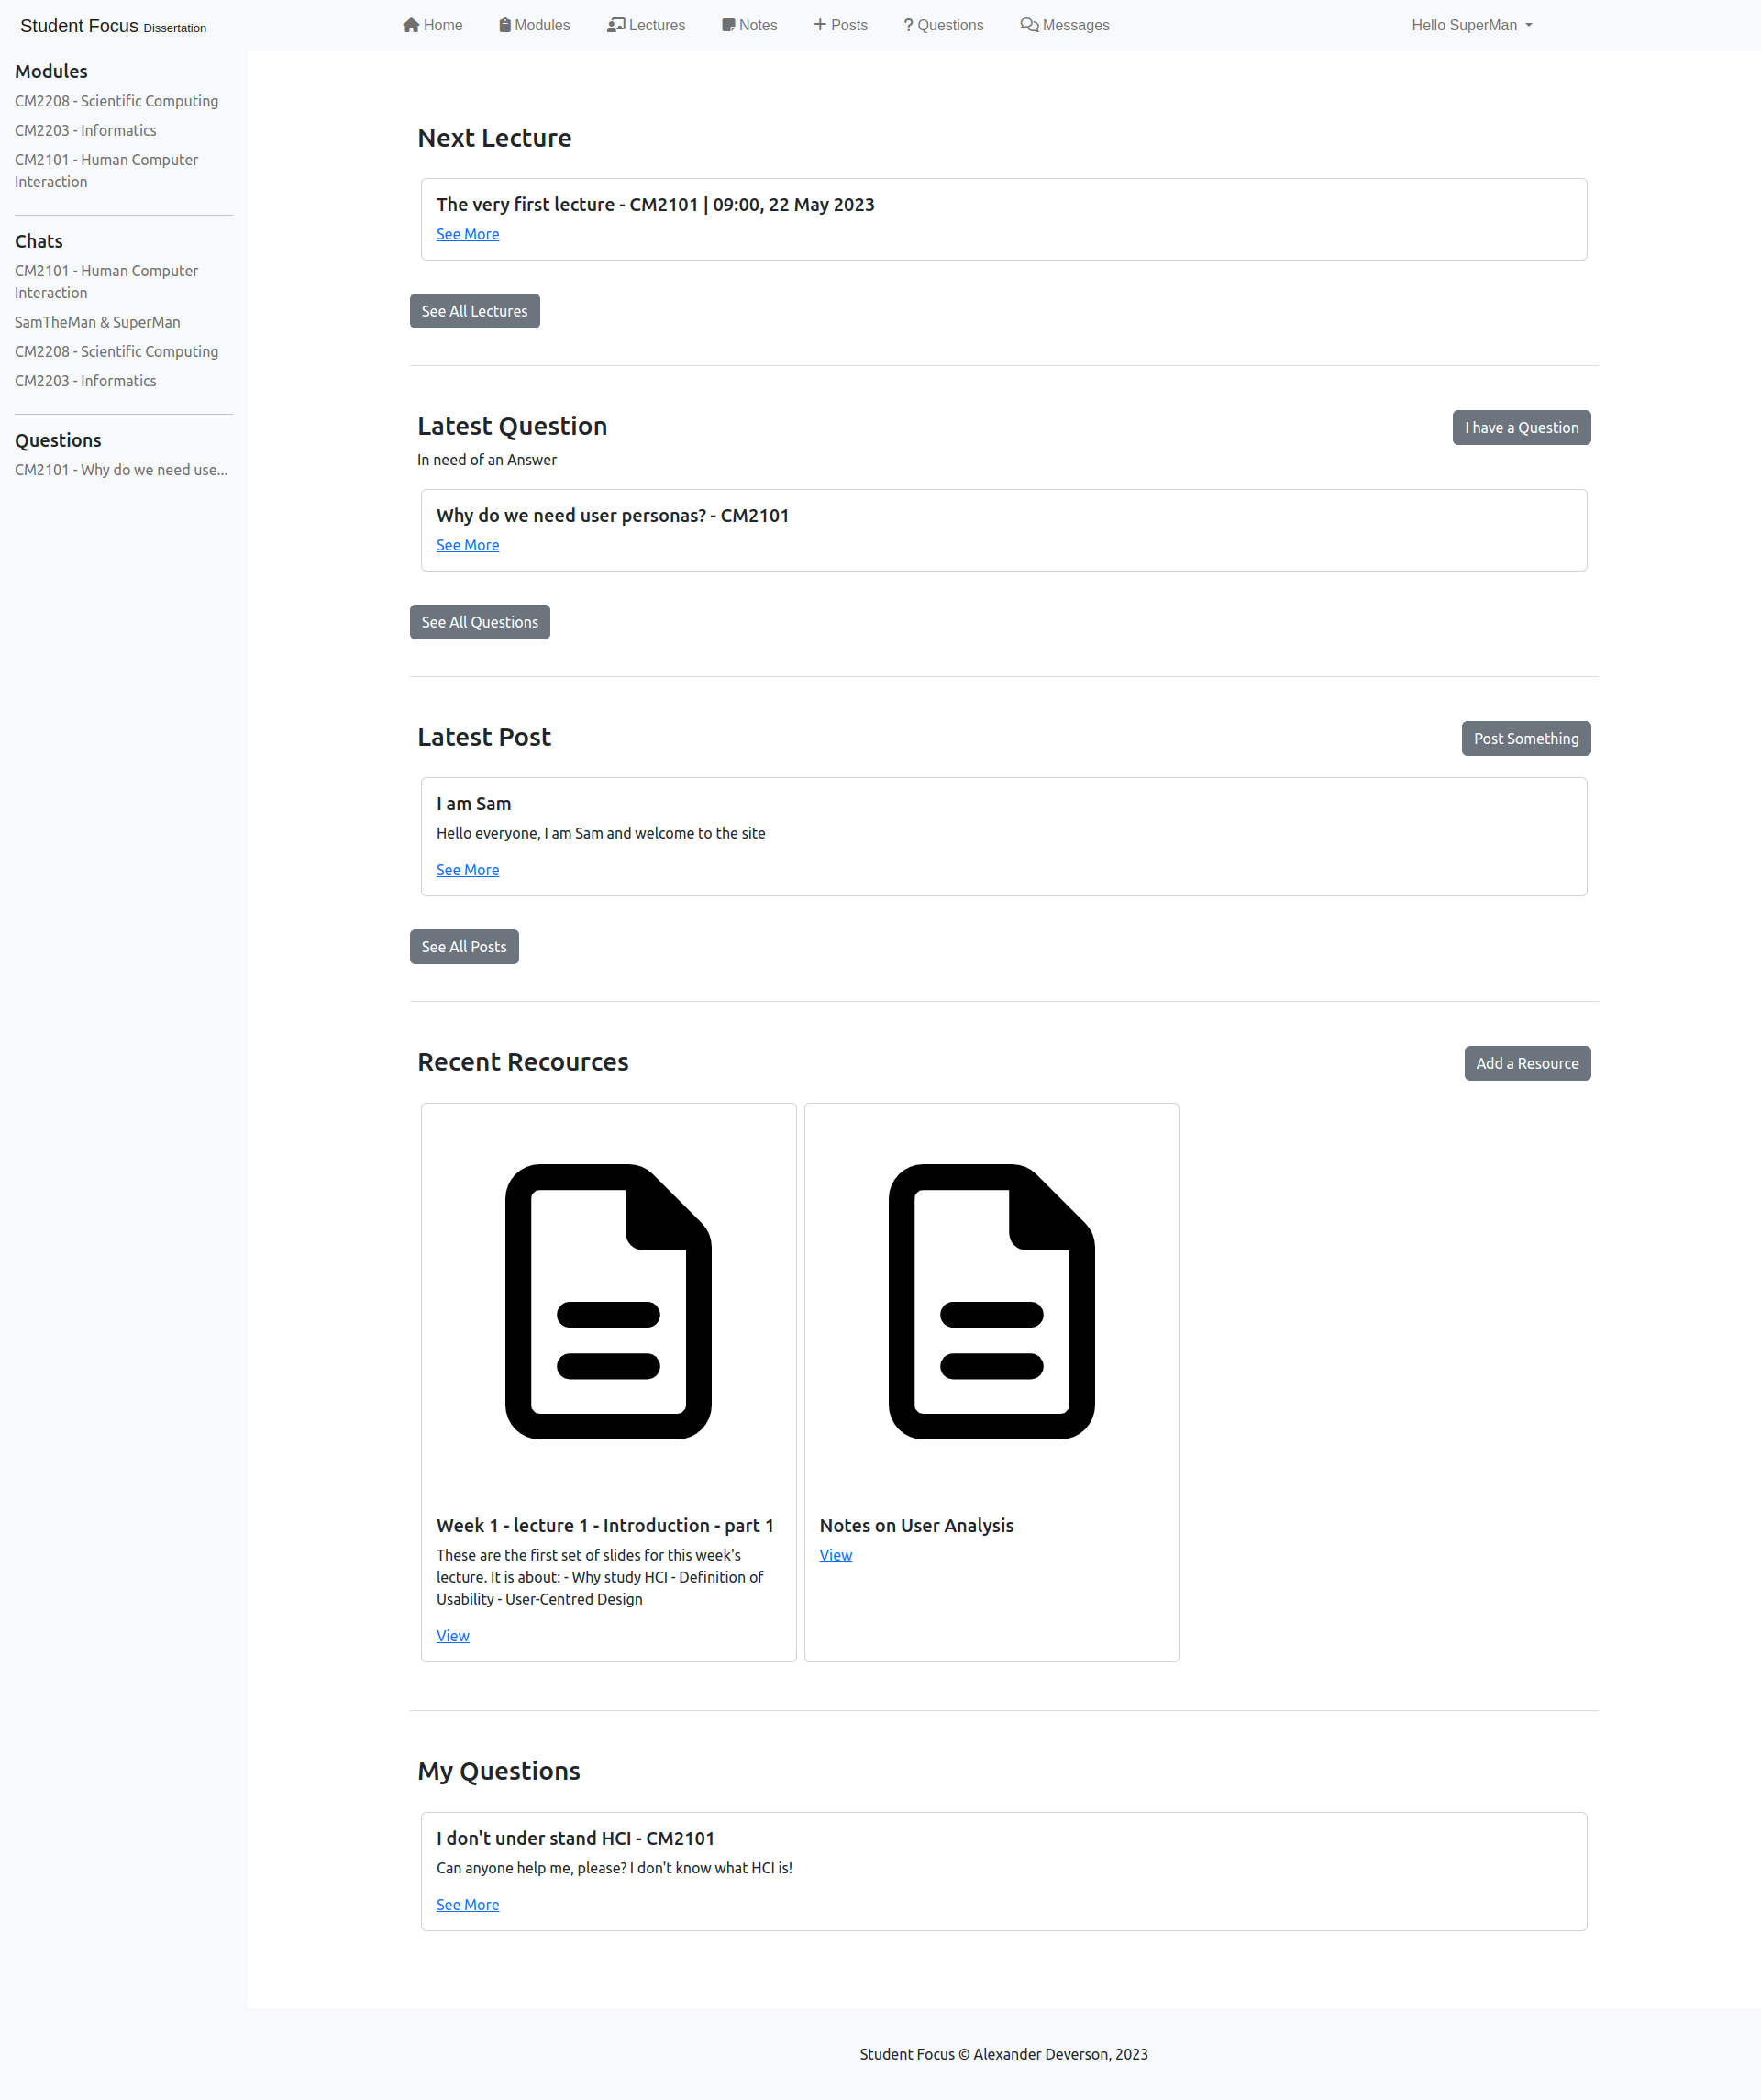 Student Focus Dissertation
Home Modules Lectures Notes Posts Questions Messages Hello SuperMan
Modules
CM2208 - Scientific Computing
CM2203 - Informatics
CM2101 - Human Computer
Interaction
Chats
CM2101 - Human Computer
Interaction
SamTheMan & SuperMan
CM2208 - Scientific Computing
CM2203 - Informatics
Questions
CM2101 - Why do we need use...
Next Lecture
The very first lecture - CM2101 | 09:00, 22 May 2023
See More
See All Lectures
Latest Question
I have a Question
In need of an Answer
Why do we need user personas? - CM2101
See More
See All Questions
Latest Post
Post Something
I am Sam
Hello everyone, I am Sam and welcome to the site
See More
See All Posts
Recent Recources
Add a Resource
Week 1 - lecture 1 - Introduction - part 1
These are the first set of slides for this week's
lecture. It is about: - Why study HCI - Definition of
Usability - User-Centred Design
View
Notes on User Analysis
View
My Questions
I don't under stand HCI - CM2101
Can anyone help me, please? I don't know what HCI is!
See More
Student Focus © Alexander Deverson, 2023